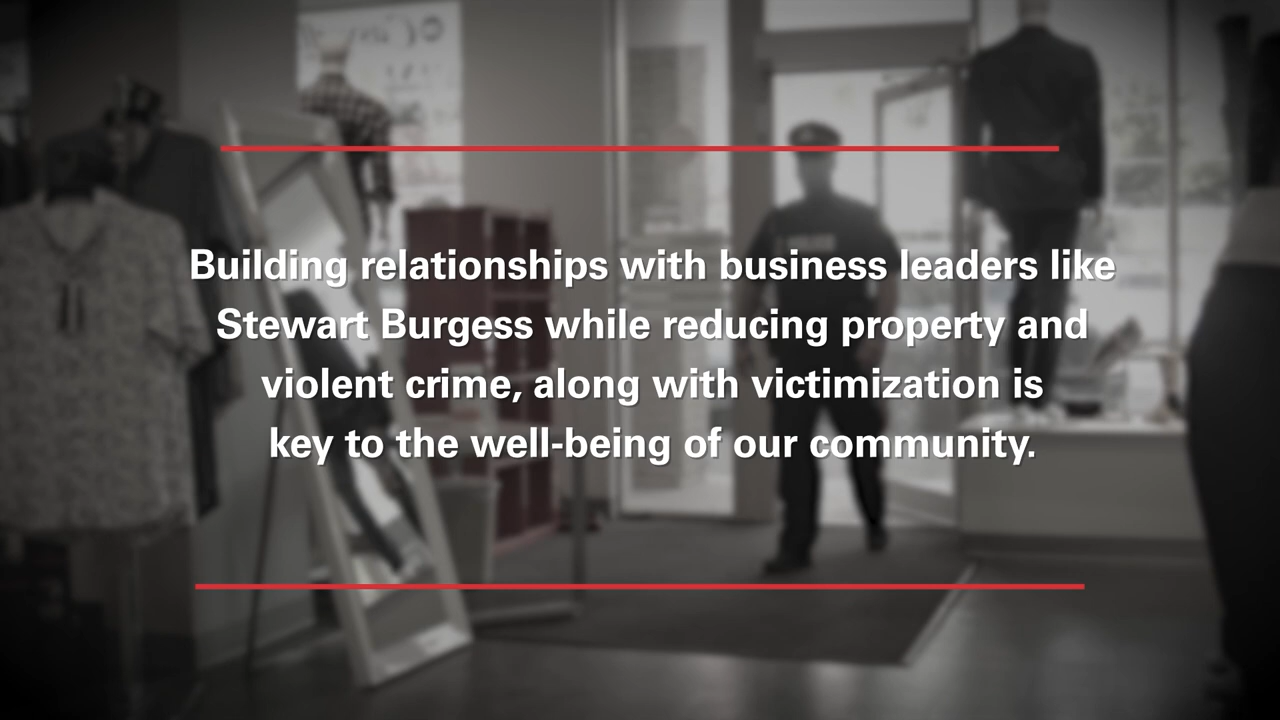 Building relationships with business leaders like
Stewart Burgess while reducing property and
violent crime, along with victimization is
key to the well-being of our community.